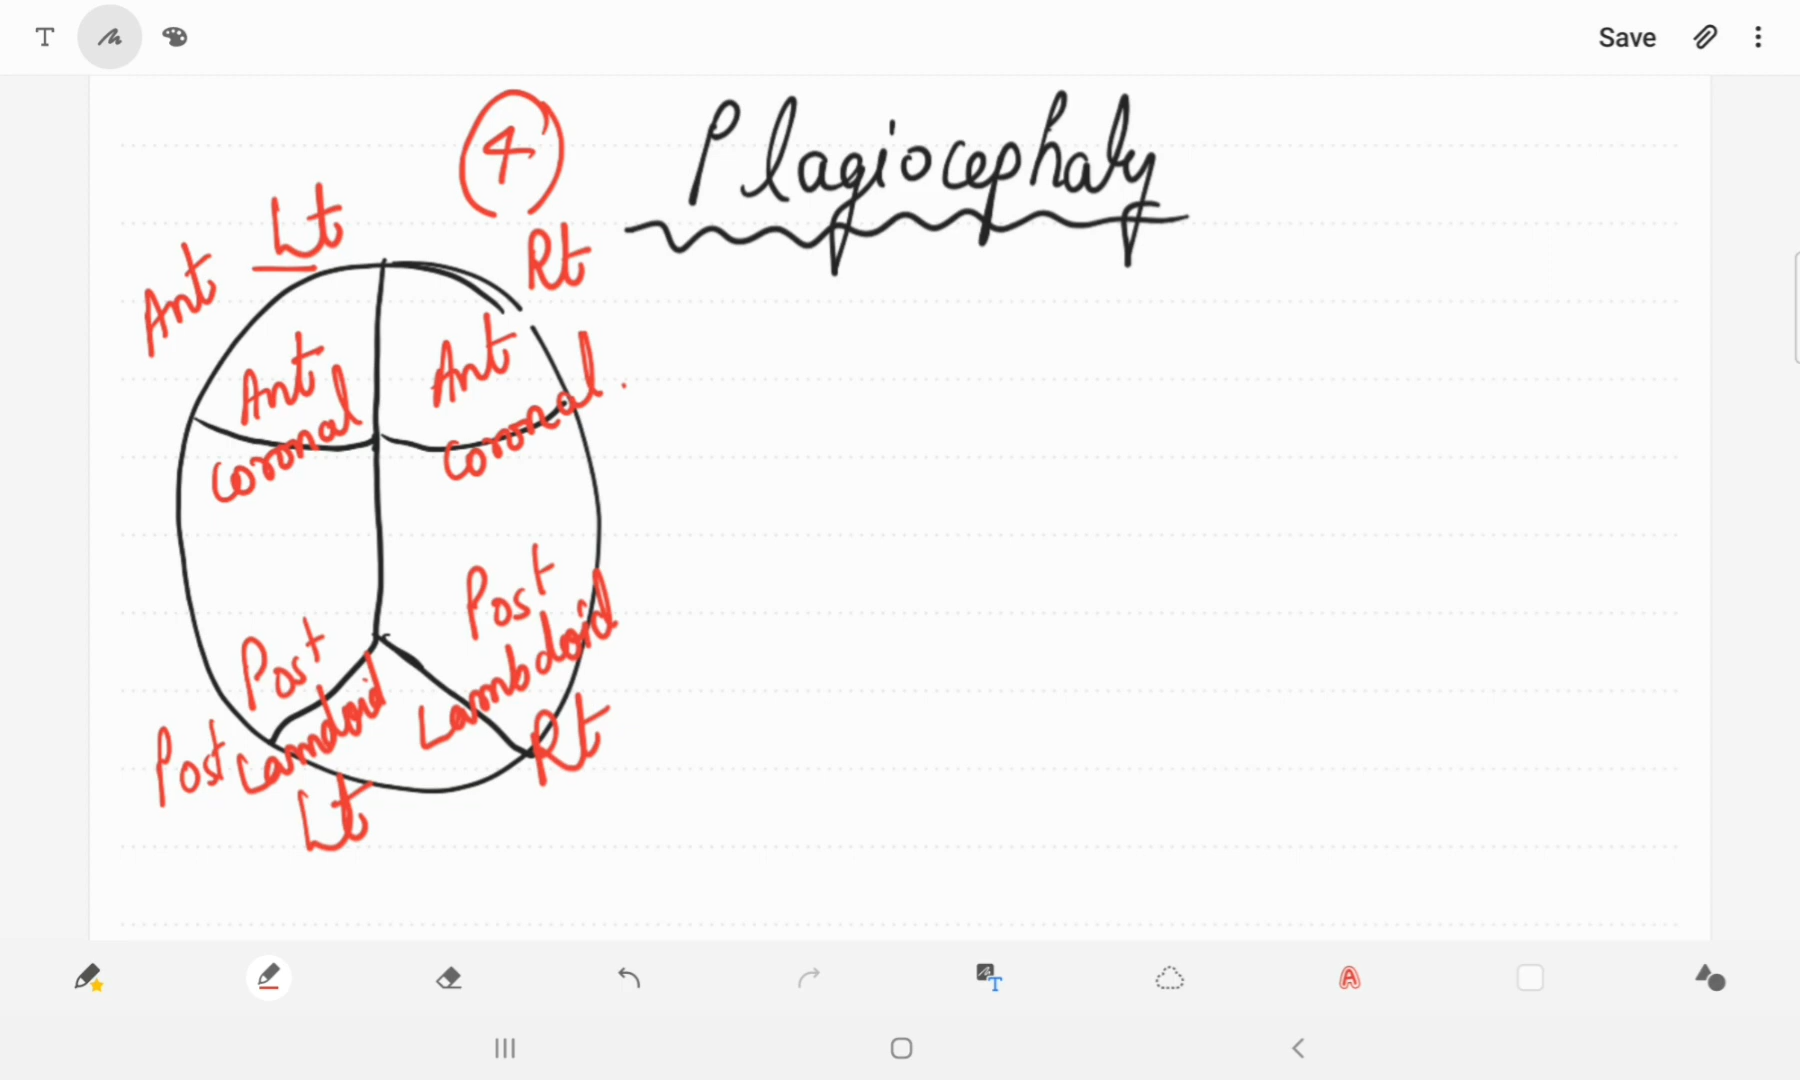 Save
4 Plagiocephaly
Lt
Rt
Ant
Ant
coronal
Ant
coronal.
Post
Lambdoid
Rt
Post
Lamdoid
Lt
Post
T
A